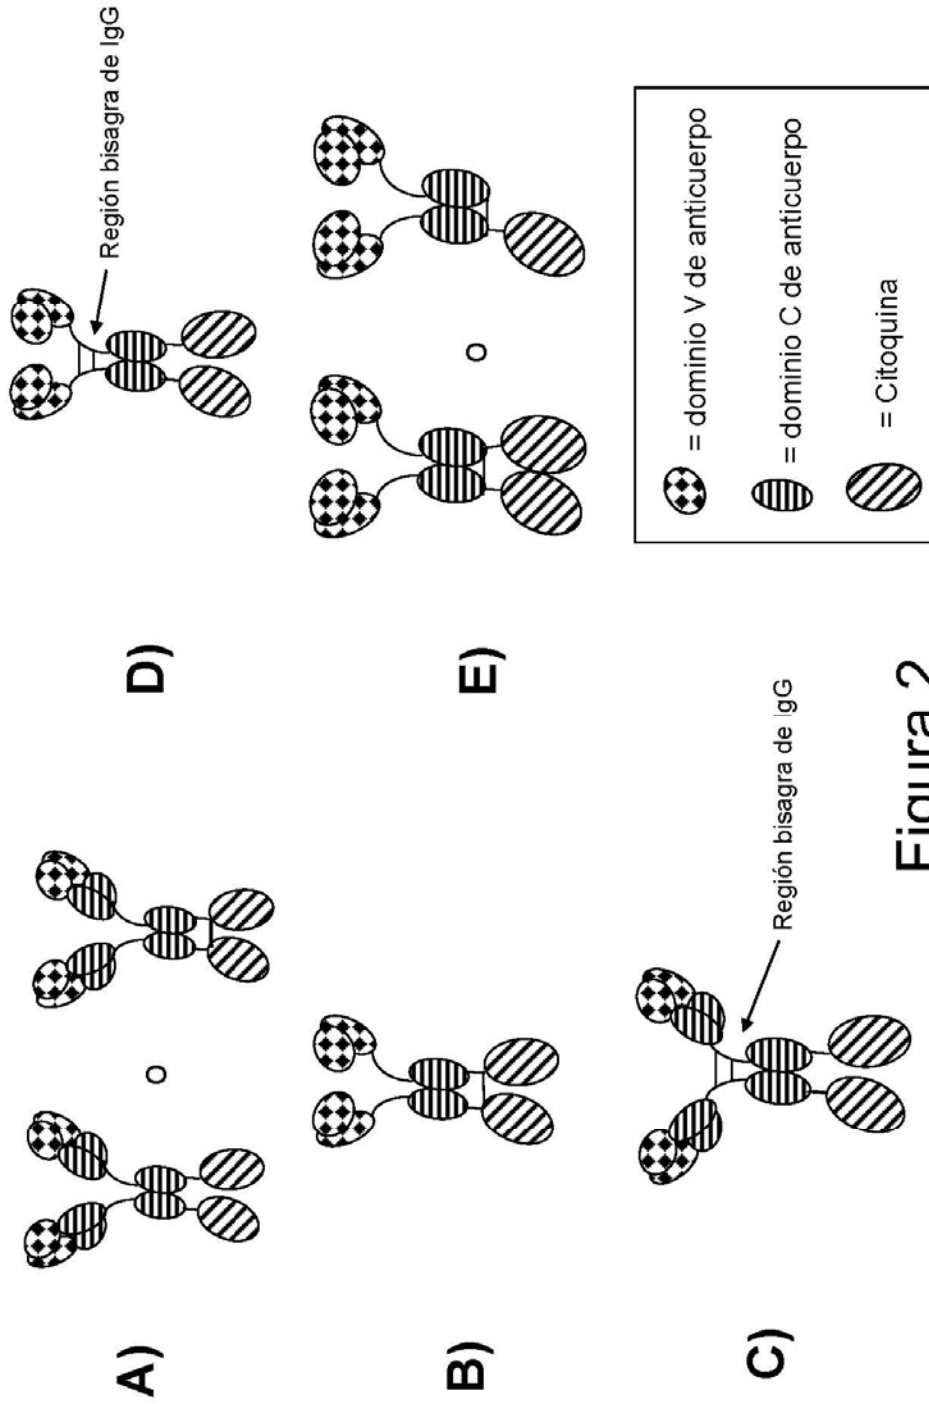 A)
o
B)
C)
Región bisagra de IgG
D)
Región bisagra de IgG
E)
o
= dominio V de anticuerpo
= dominio C de anticuerpo
= Citoquina
Figura 2